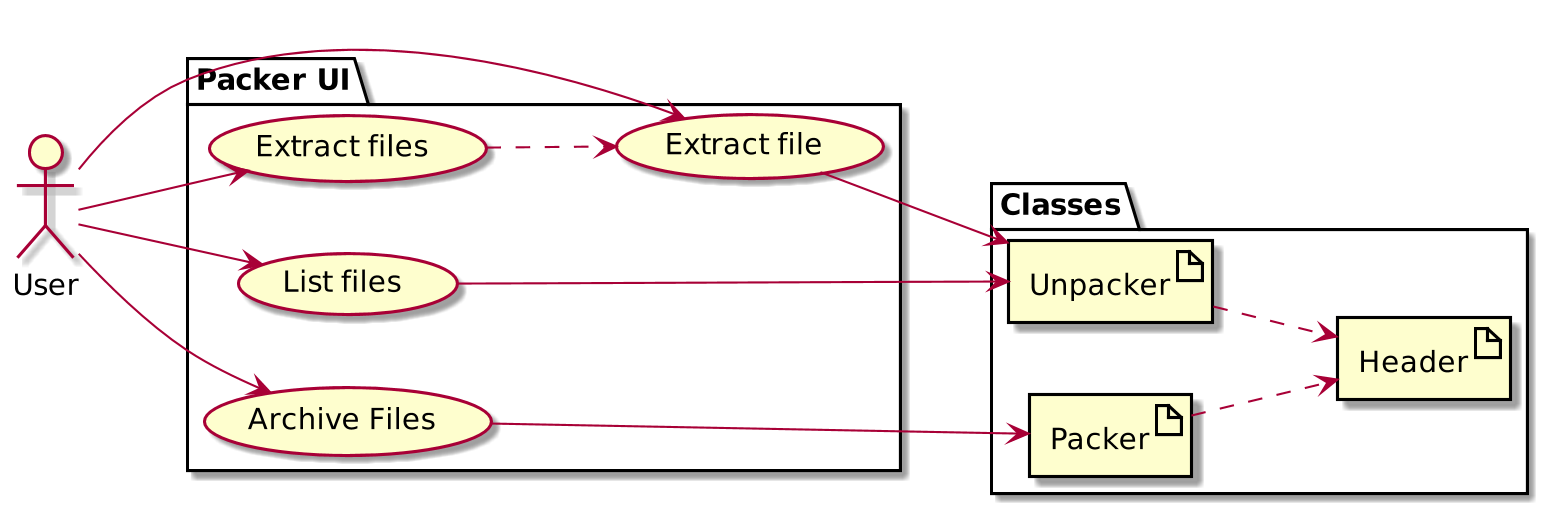 Packer UI
Extract files
Extract file
Classes
User
List files
Unpacker
Header
Archive Files
Packer